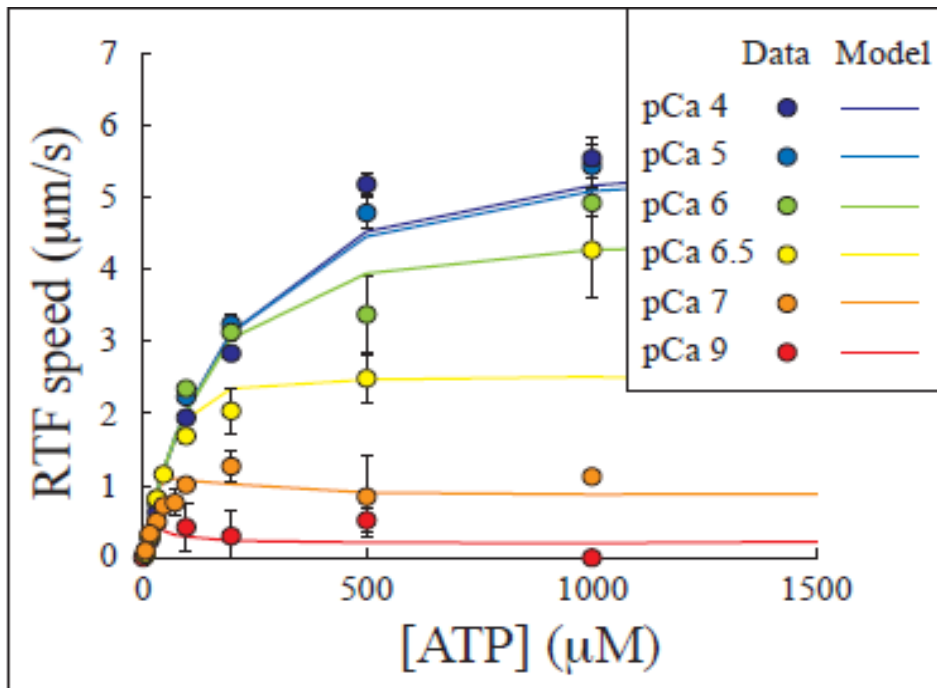 7
6
5
4
3
2
1
0
RTF speed (μm/s)
0 500 1000 1500
[ATP] (μM)
Data Model
pCa 4
pCa 5
pCa 6
pCa 6.5
pCa 7
pCa 9